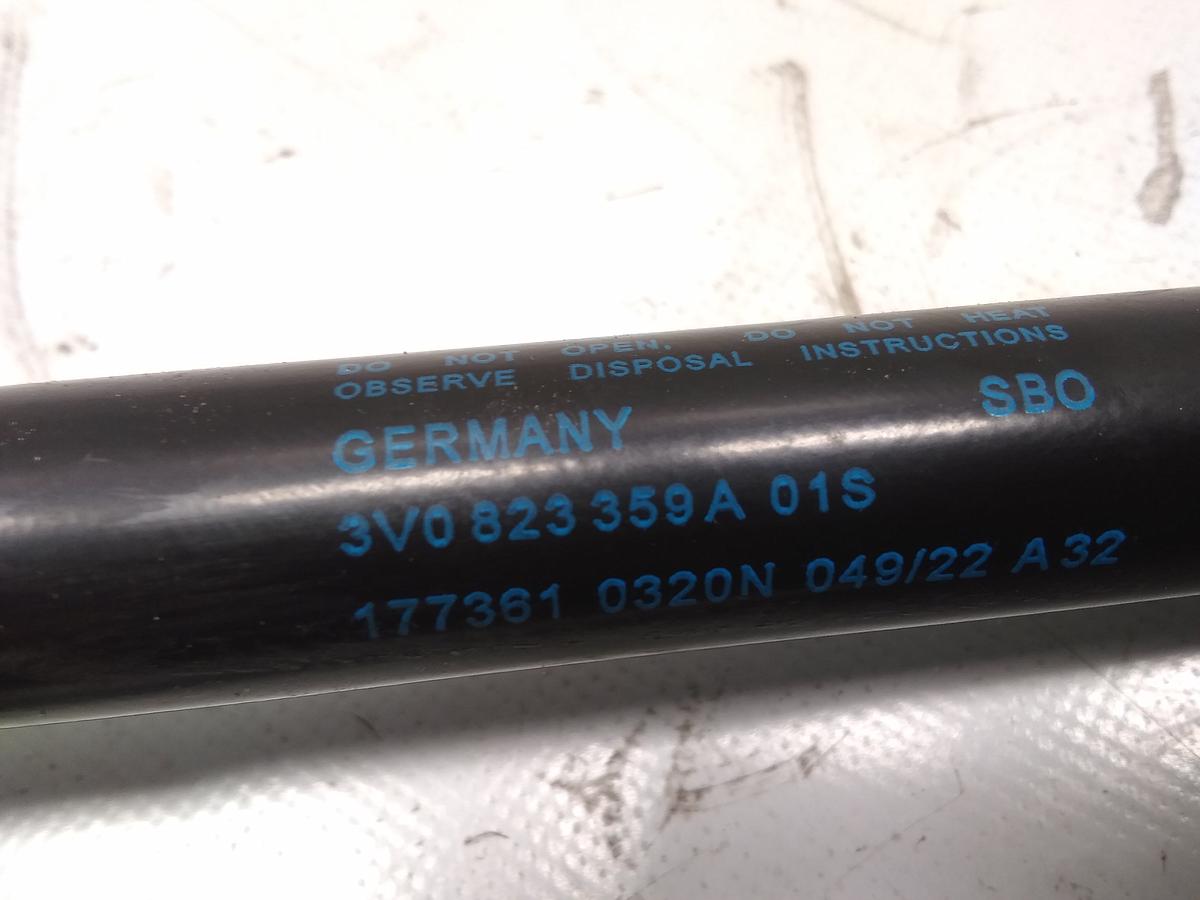 DO NOT OPEN. DO NOT HEAT
OBSERVE DISPOSAL INSTRUCTIONS
GERMANY SBO
3V0 823 359 A 01S
177361 0320N 049/22 A 32